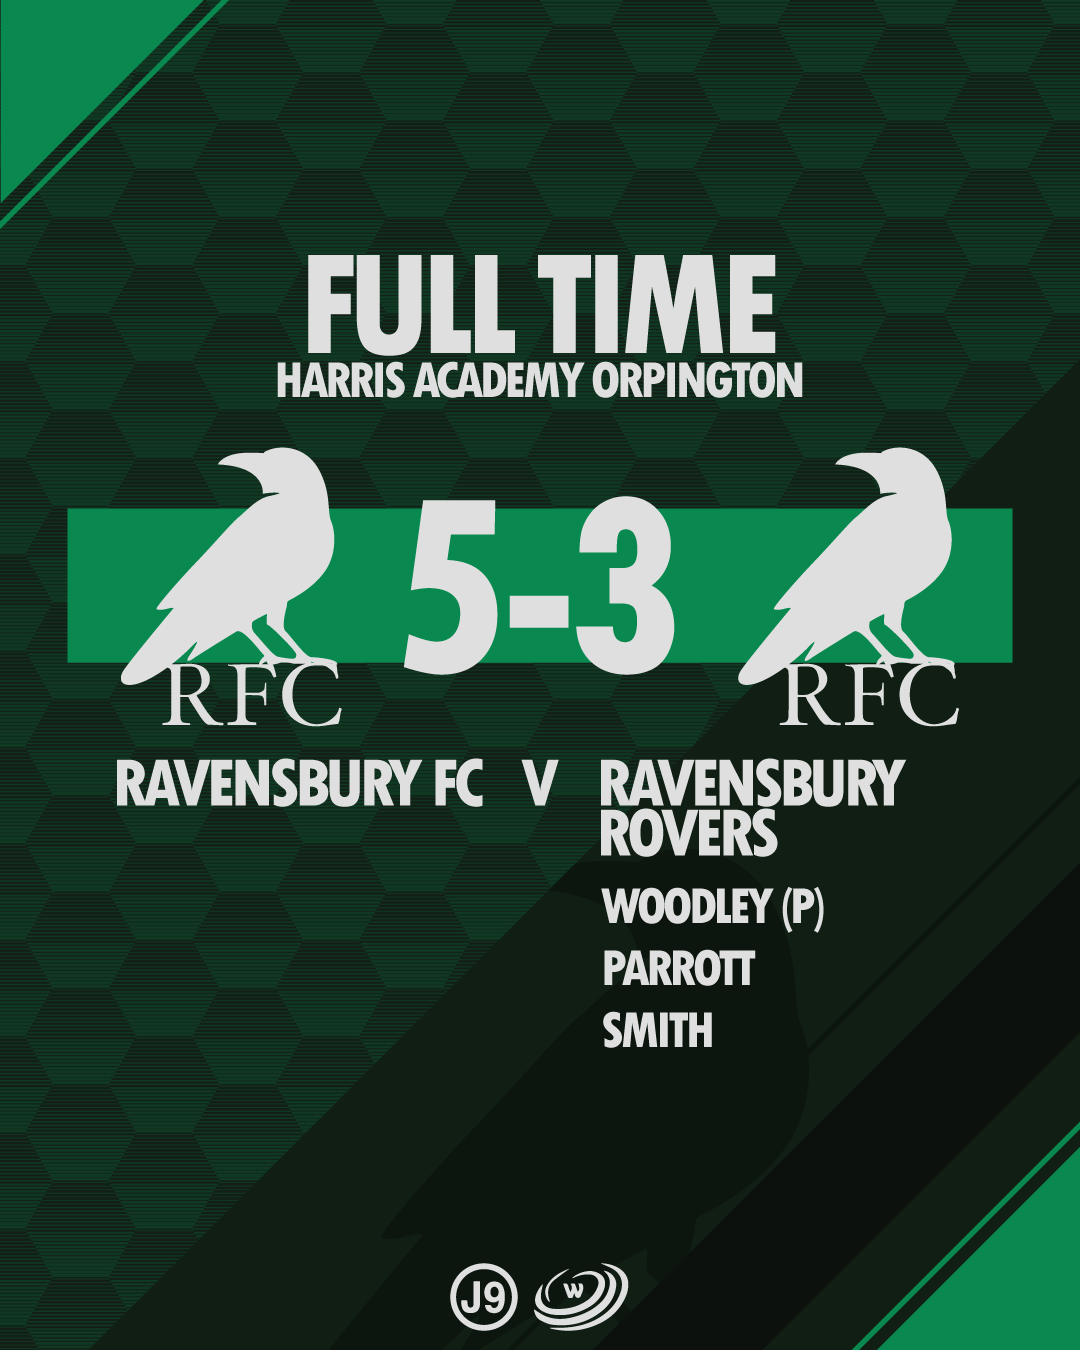 FULL TIME
HARRIS ACADEMY ORPINGTON
5-3
RFC
RFC
RAVENSBURY FC V RAVENSBURY
ROVERS
WOODLEY (P)
PARROTT
SMITH
J9
W